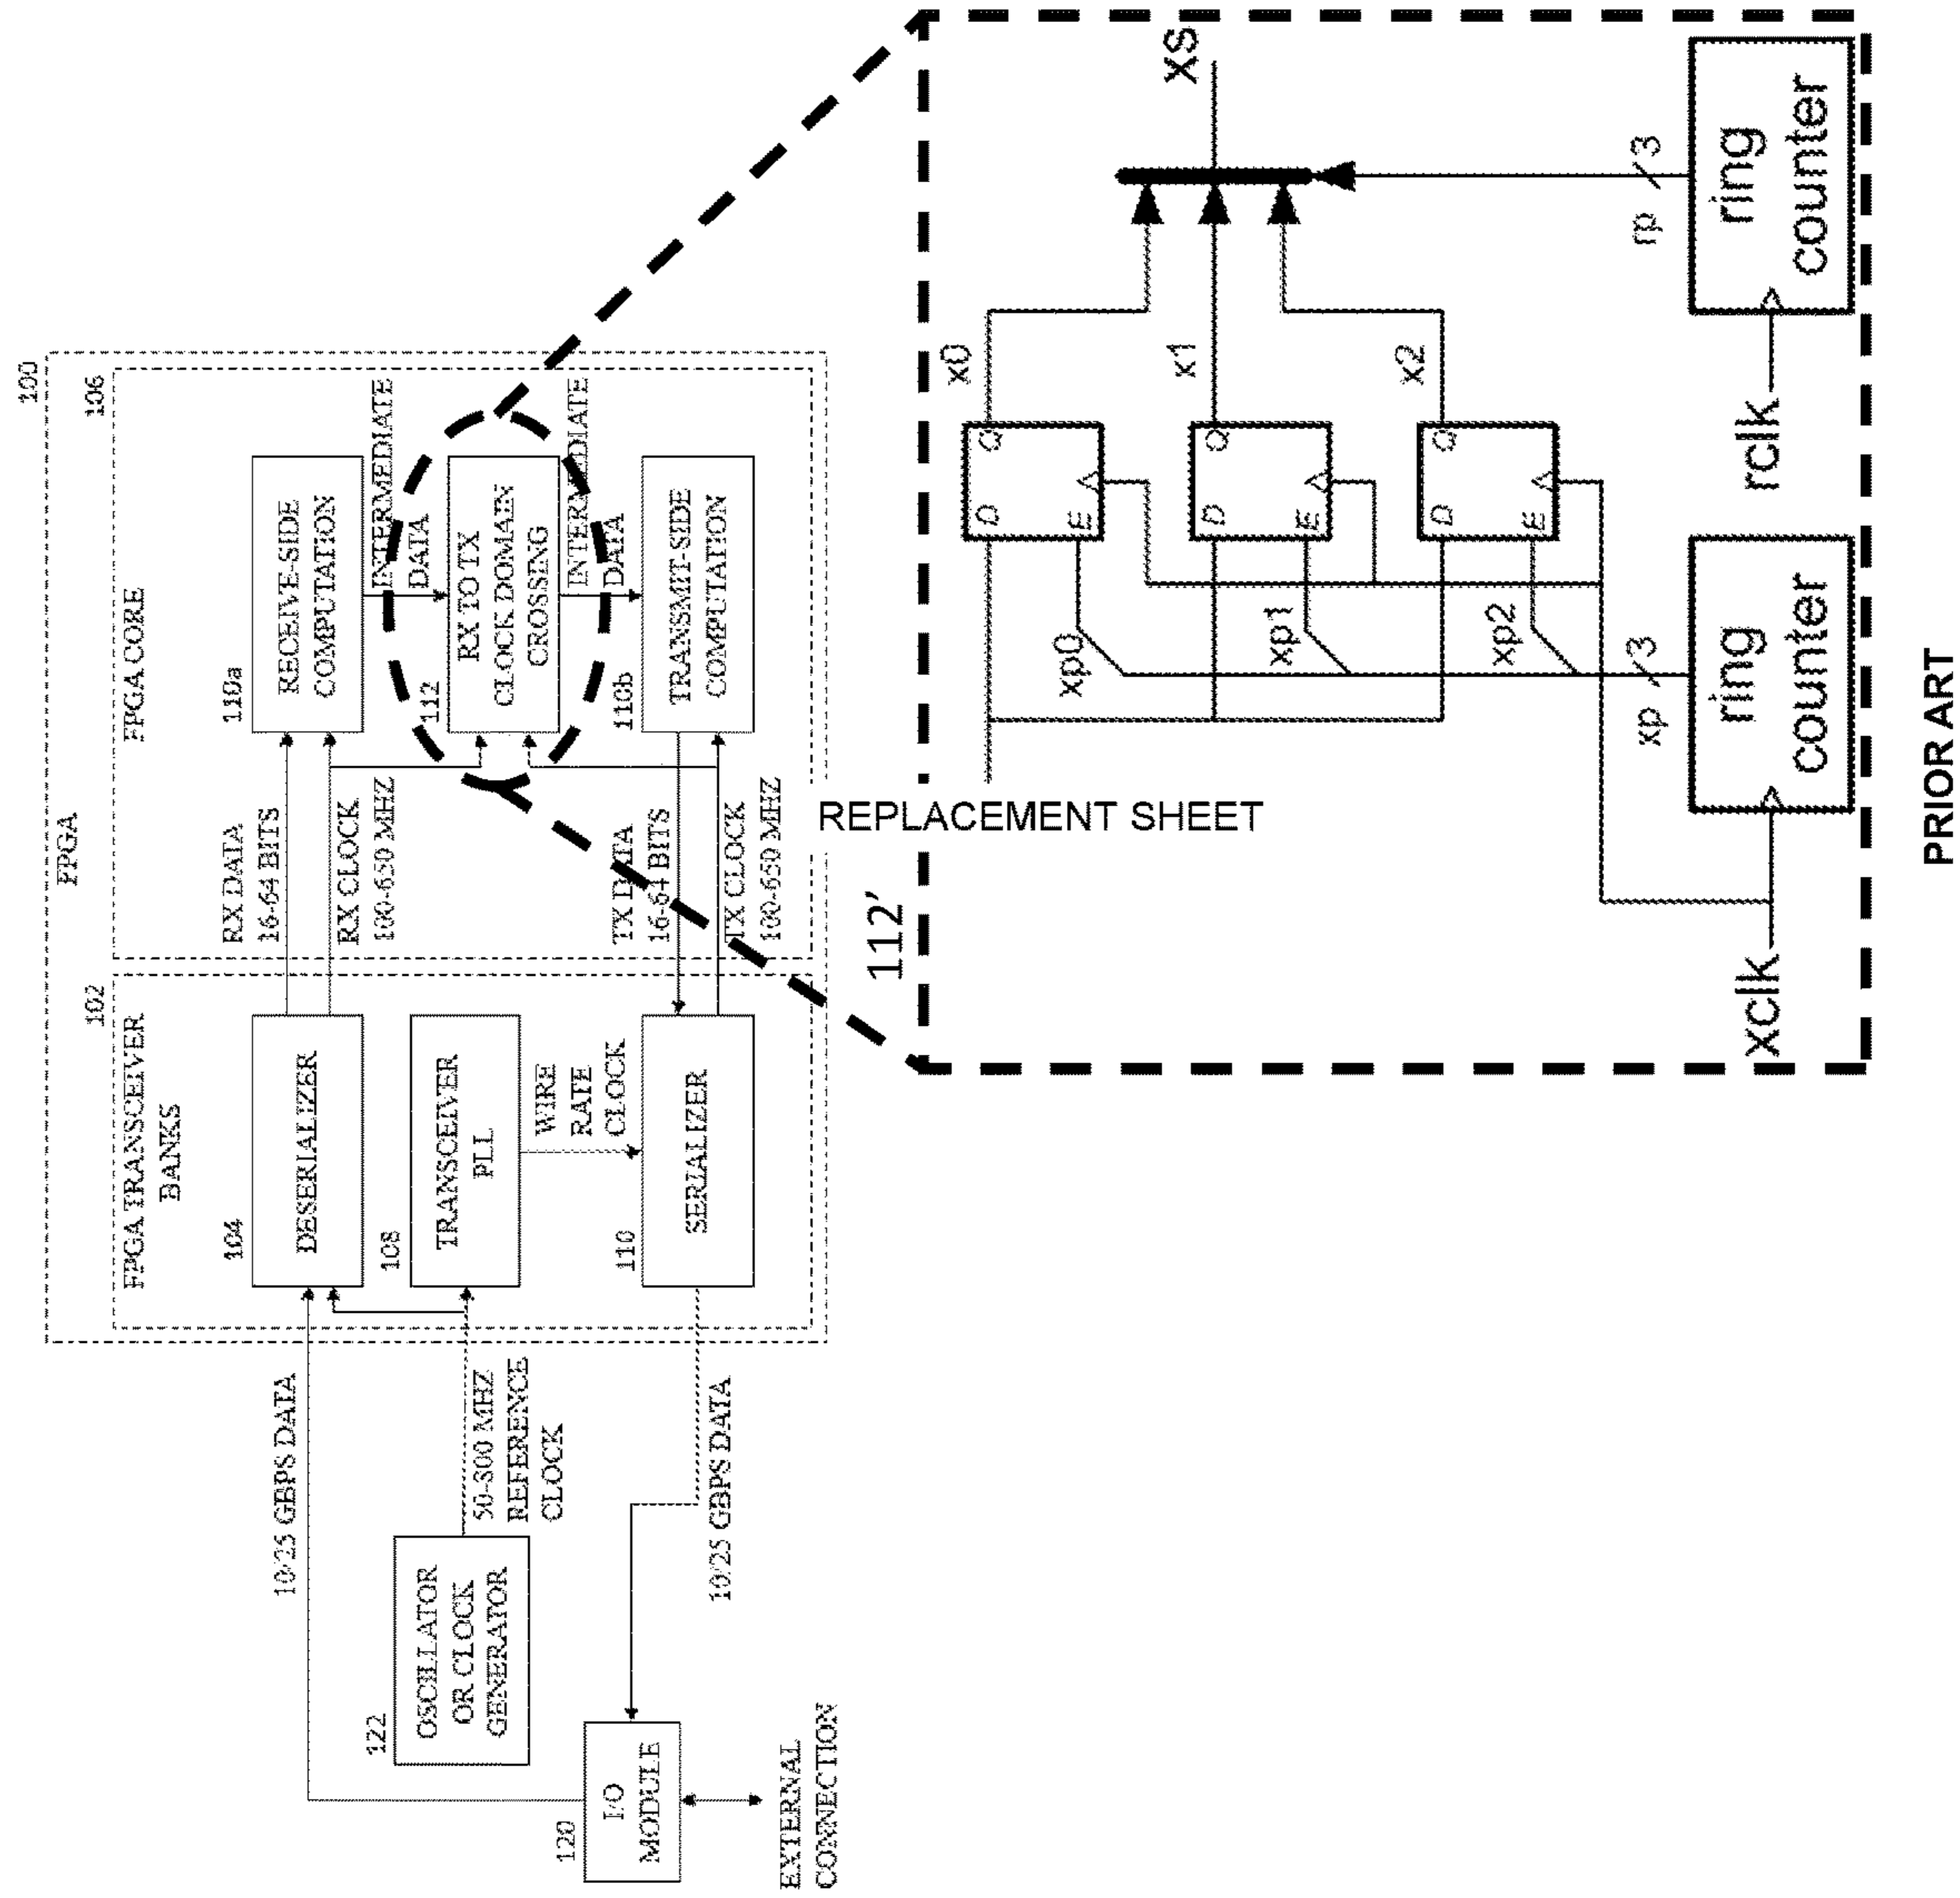 REPLACEMENT SHEET
100
FPGA
102
FPGA TRANSCEIVER
BANKS
106
FPGA CORE
104
DESERIALIZER
108
TRANSCEIVER
PLL
WIRE
RATE
CLOCK
110
SERIALIZER
RX DATA
16-64 BITS
RX CLOCK
100-650 MHZ
TX DATA
16-64 BITS
TX CLOCK
100-650 MHZ
110a
RECEIVE-SIDE
COMPUTATION
INTERMEDIATE
DATA
112
RX TO TX
CLOCK DOMAIN
CROSSING
INTERMEDIATE
DATA
110b
TRANSMIT-SIDE
COMPUTATION
10/25 GBPS DATA
122
OSCILLATOR
OR CLOCK
GENERATOR
50-300 MHZ
REFERENCE
CLOCK
10/25 GBPS DATA
120
I/O
MODULE
EXTERNAL
CONNECTION
112'
D
Q
E
x0
xp0
D
Q
E
x1
xp1
D
Q
E
x2
xp2
xs
xp
3
rp
3
xclk
ring
counter
rclk
ring
counter
PRIOR ART